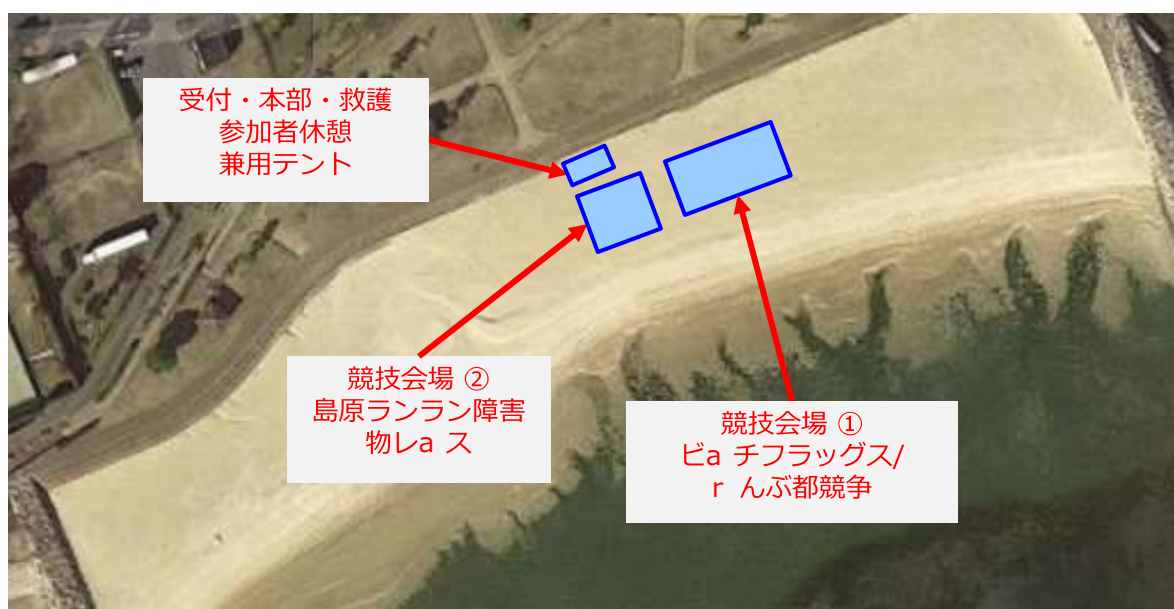 受付・本部・救護
参加者休憩
兼用テント
競技会場 ②
島原ランラン障害
物レa ス
競技会場 ①
ビa チフラッグス/
r んぶ都競争